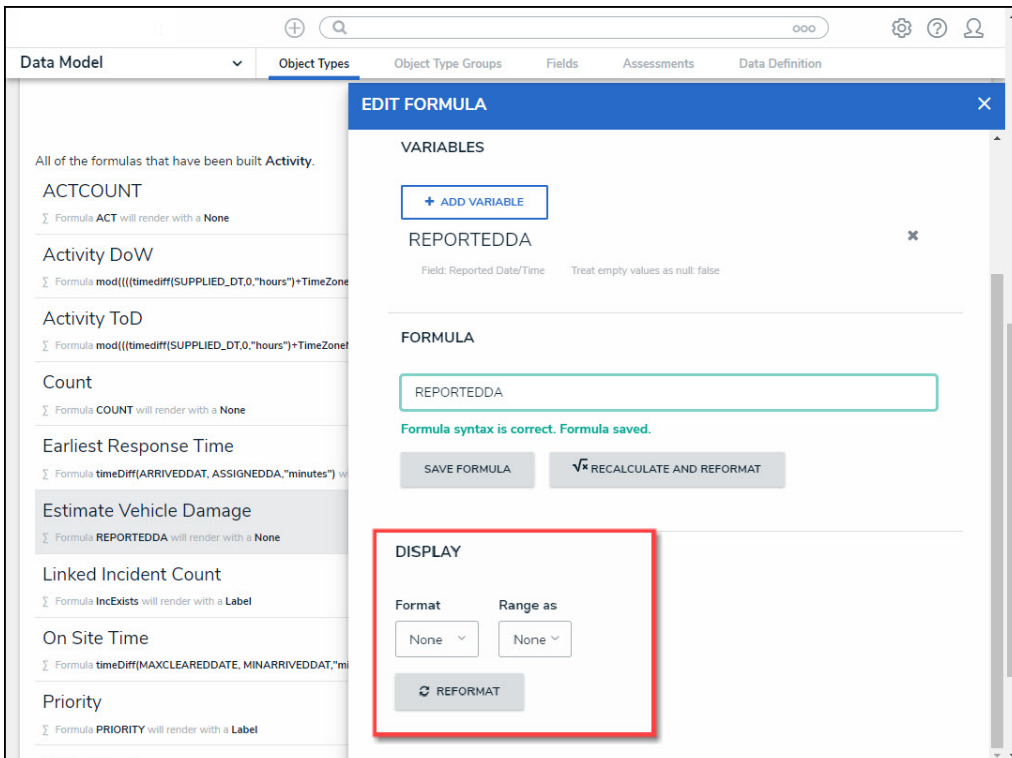 ooo
Data Model
Object Types
Object Type Groups
Fields
Assessments
Data Definition
EDIT FORMULA
All of the formulas that have been built Activity.
ACTCOUNT
∑ Formula ACT will render with a None
Activity DoW
∑ Formula mod((((timediff(SUPPLIED_DT,0,"hours")+TimeZone
Activity ToD
∑ Formula mod(((timediff(SUPPLIED_DT,0,"hours")+TimeZone
Count
∑ Formula COUNT will render with a None
Earliest Response Time
∑ Formula timeDiff(ARRIVEDDAT, ASSIGNEDDA,"minutes") w
Estimate Vehicle Damage
∑ Formula REPORTEDDA will render with a None
Linked Incident Count
∑ Formula IncExists will render with a Label
On Site Time
∑ Formula timeDiff(MAXCLEAREDDATE, MINARRIVEDDAT,"mi
Priority
∑ Formula PRIORITY will render with a Label
VARIABLES
+ ADD VARIABLE
REPORTEDDA
Field: Reported Date/Time Treat empty values as null: false
FORMULA
REPORTEDDA
Formula syntax is correct. Formula saved.
SAVE FORMULA
√x RECALCULATE AND REFORMAT
DISPLAY
Format Range as
None None
REFORMAT